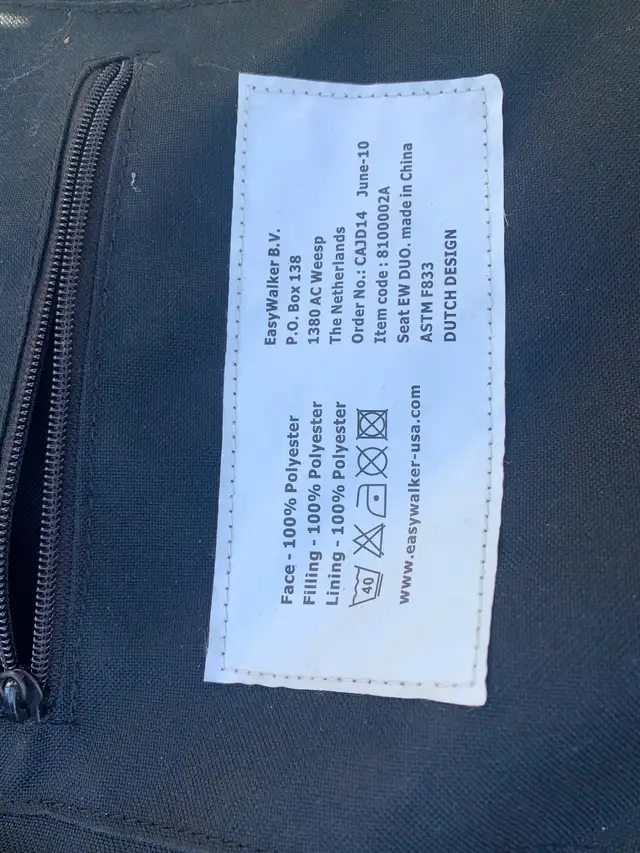 Face - 100% Polyester
Filling - 100% Polyester
Lining - 100% Polyester
40
www.easywalker-usa.com
EasyWalker B.V.
P.O. Box 138
1380 AC Weesp
The Netherlands
Order No.: CAJD14 June-10
Item code : 8100002A
Seat EW DUO. made in China
ASTM F833
DUTCH DESIGN